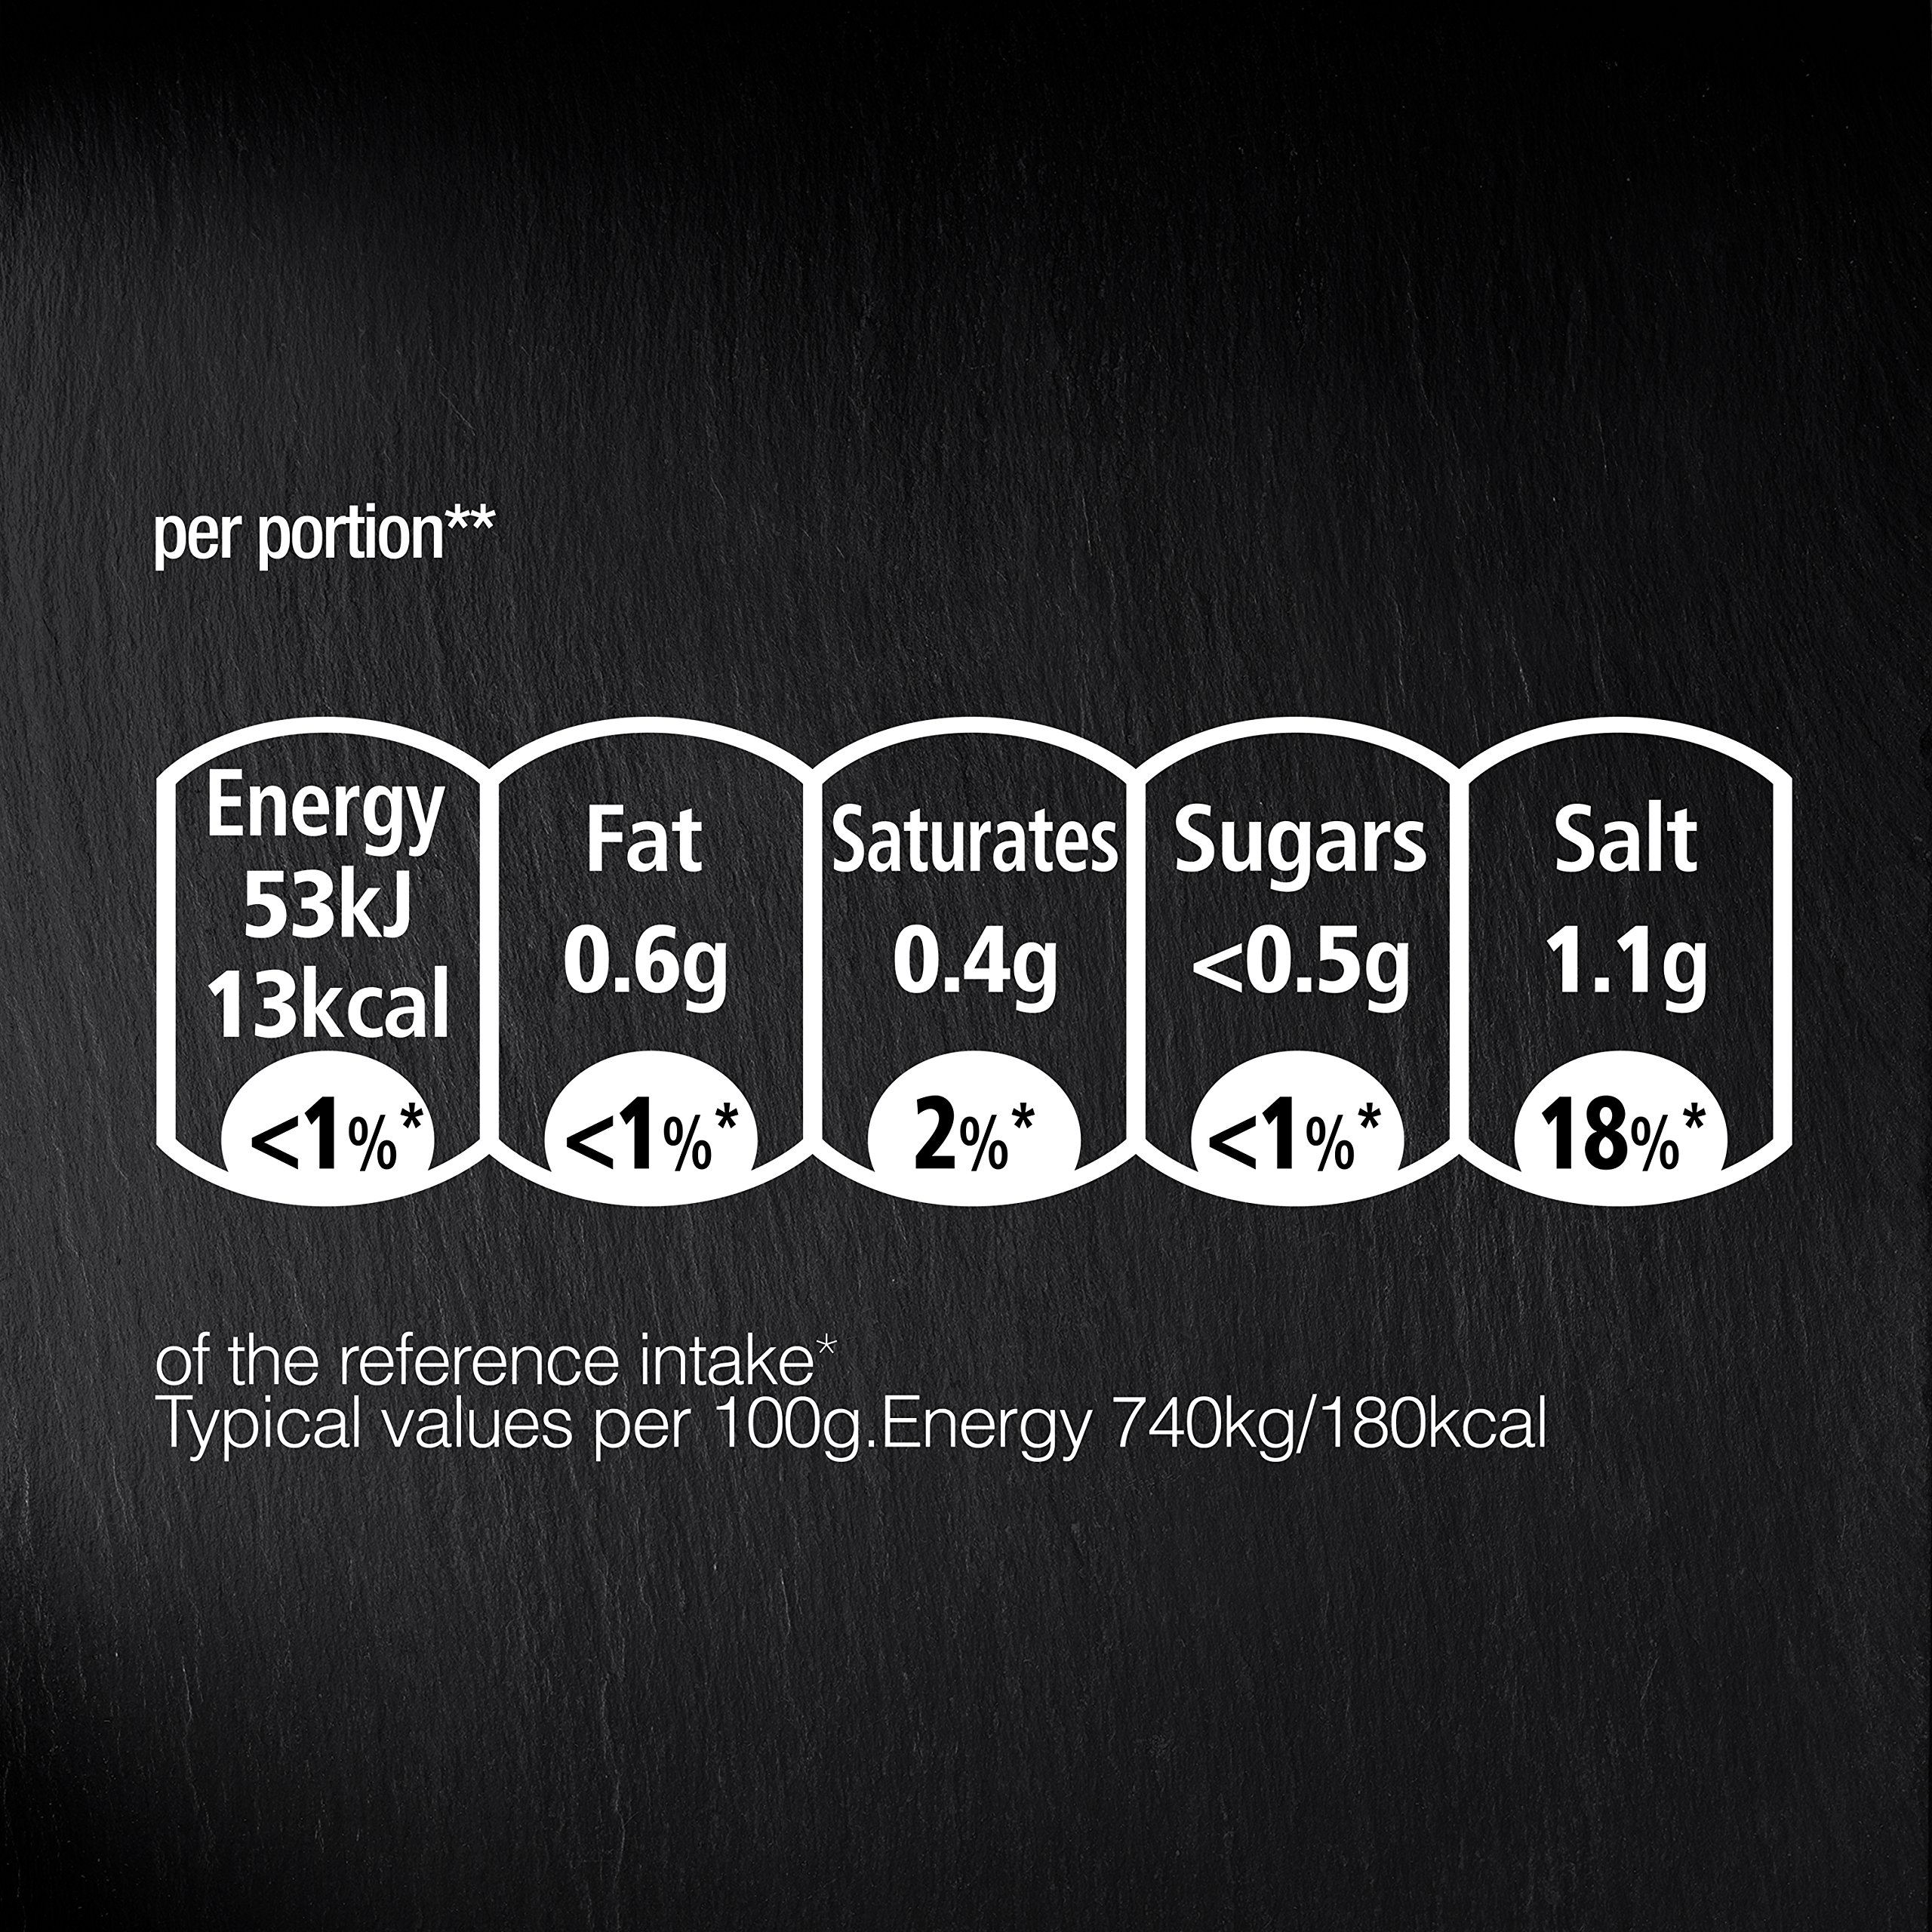 per portion**
Energy
53kJ
13kcal
<1%*
Fat
0.6g
<1%*
Saturates
0.4g
2%*
Sugars
<0.5g
<1%*
Salt
1.1g
18%*
of the reference intake*
Typical values per 100g.Energy 740kg/180kcal